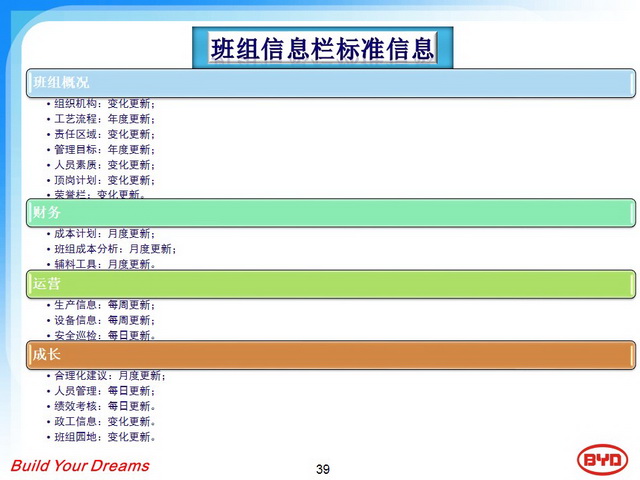 班组信息栏标准信息
班组概况
• 组织机构：变化更新；
• 工艺流程：年度更新；
• 责任区域：变化更新；
• 管理目标：年度更新；
• 人员素质：变化更新；
• 顶岗计划：变化更新；
• 荣誉栏：变化更新。
财务
• 成本计划：月度更新；
• 班组成本分析：月度更新；
• 辅料工具：月度更新。
运营
• 生产信息：每周更新；
• 设备信息：每周更新；
• 安全巡检：每日更新。
成长
• 合理化建议：月度更新；
• 人员管理：每日更新；
• 绩效考核：每日更新。
• 政工信息：变化更新。
• 班组园地：变化更新。
Build Your Dreams
39
BYD